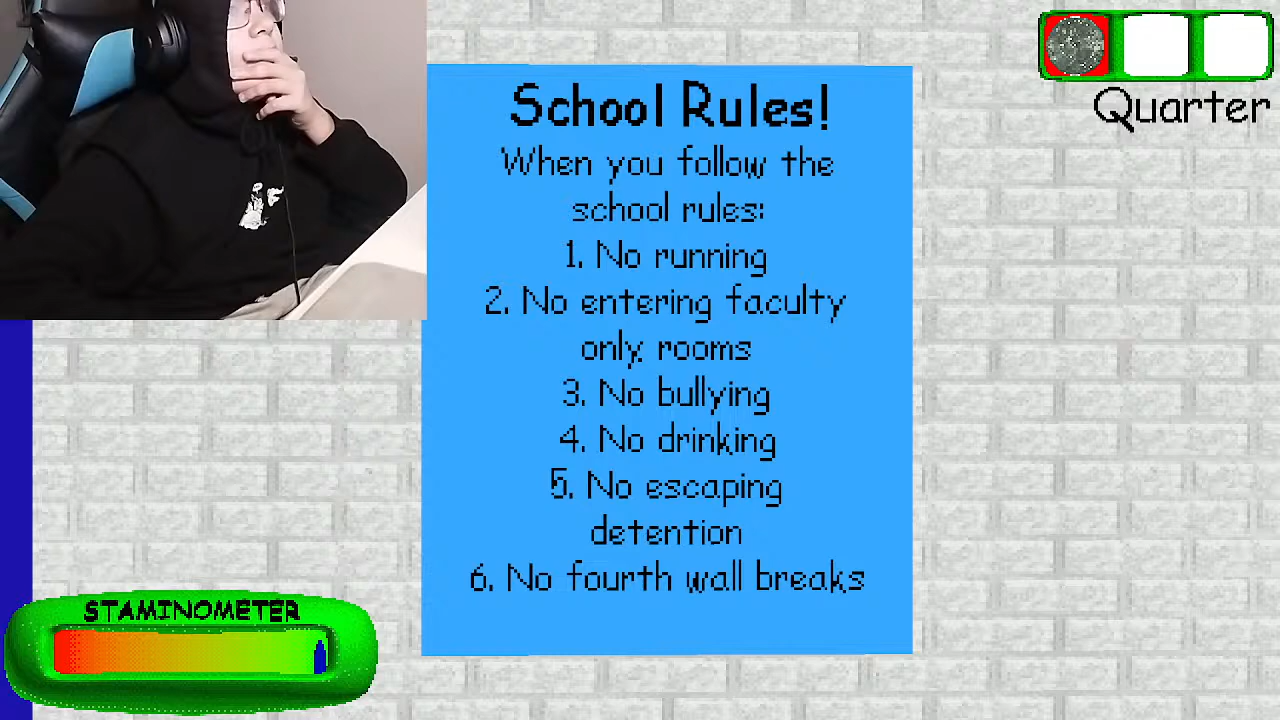 School Rules!
When you follow the
school rules:
1. No running
2. No entering faculty
only rooms
3. No bullying
4. No drinking
5. No escaping
detention
6. No fourth wall breaks
Quarter
STAMINOMETER